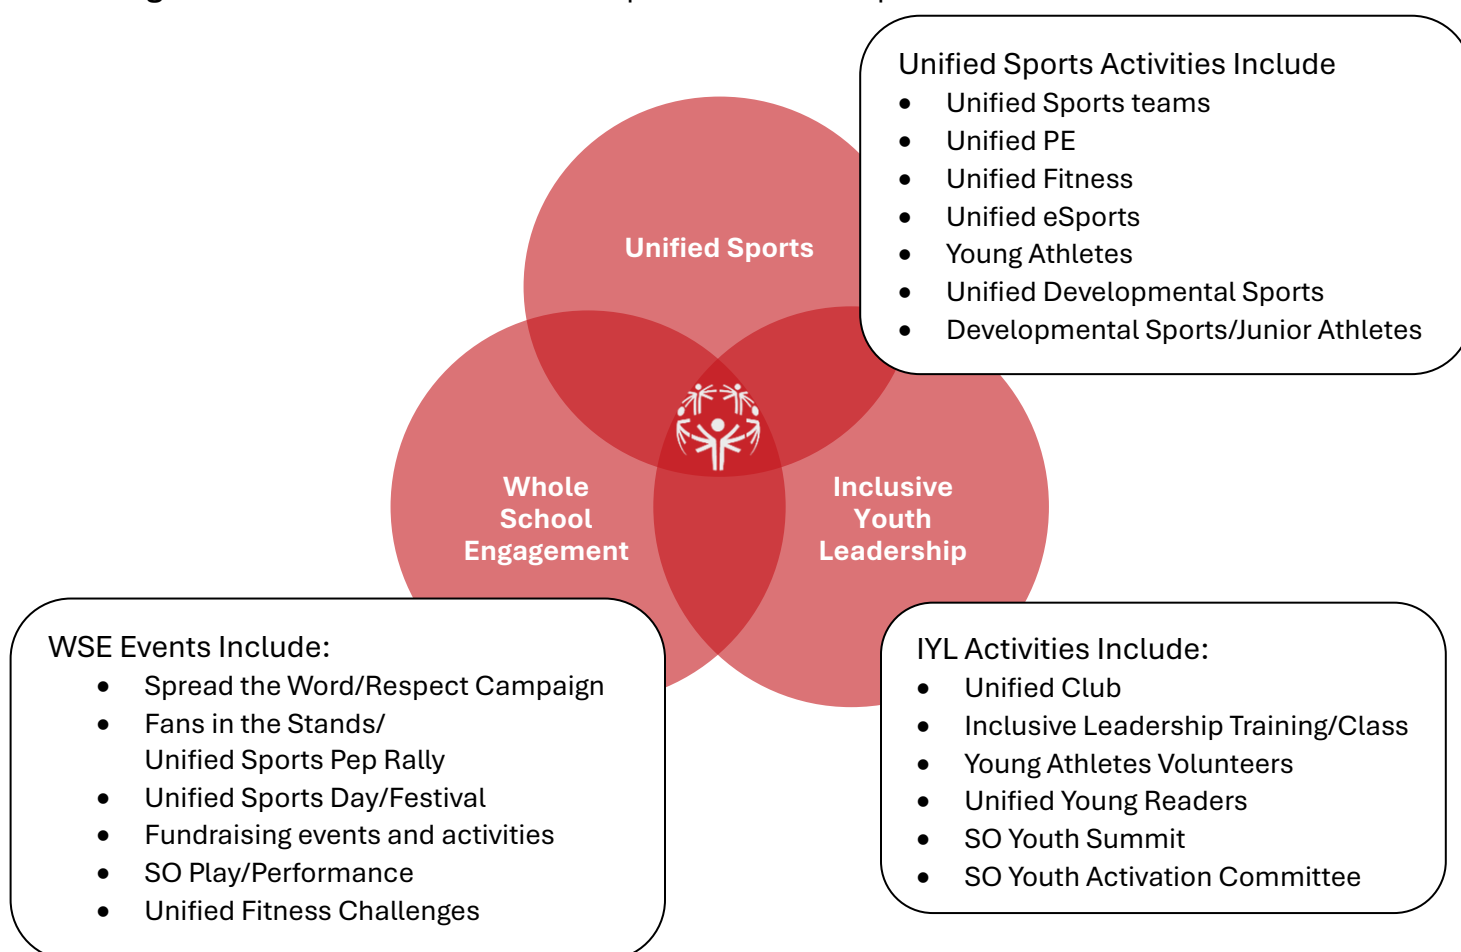 Unified Sports Activities Include
• Unified Sports teams
• Unified PE
• Unified Fitness
• Unified eSports
• Young Athletes
• Unified Developmental Sports
• Developmental Sports/Junior Athletes
Unified Sports
Whole
School
Engagement
Inclusive
Youth
Leadership
WSE Events Include:
• Spread the Word/Respect Campaign
• Fans in the Stands/
Unified Sports Pep Rally
• Unified Sports Day/Festival
• Fundraising events and activities
• SO Play/Performance
• Unified Fitness Challenges
IYL Activities Include:
• Unified Club
• Inclusive Leadership Training/Class
• Young Athletes Volunteers
• Unified Young Readers
• SO Youth Summit
• SO Youth Activation Committee